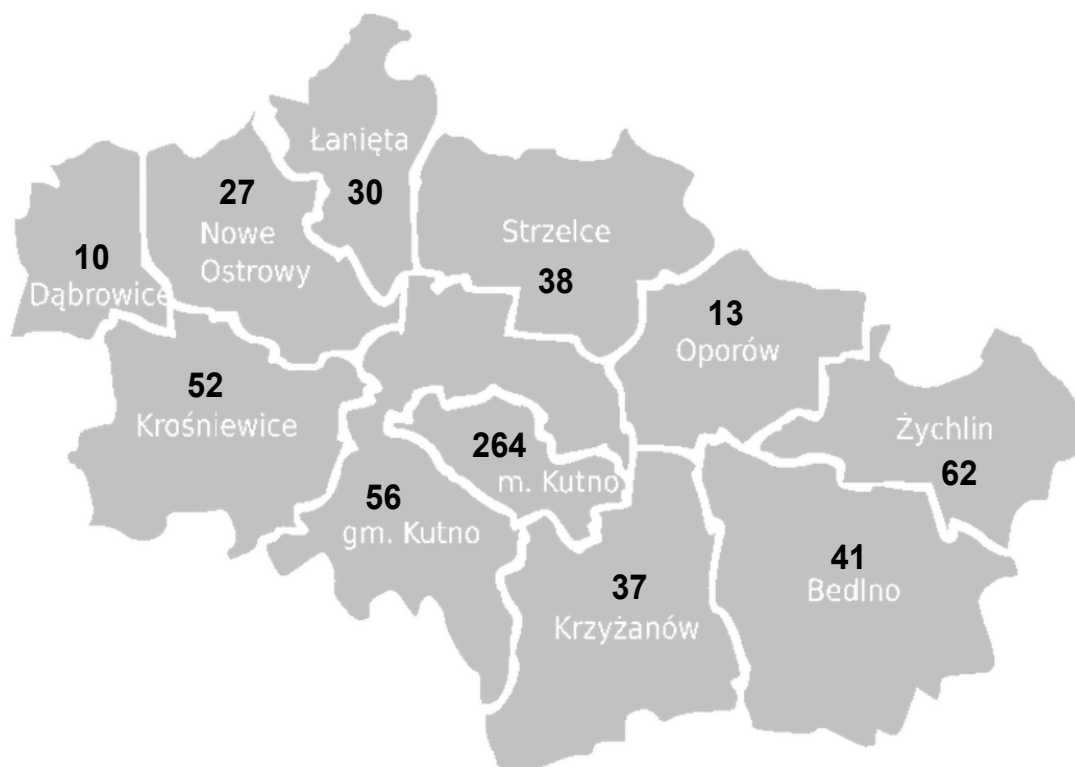 Łanięta
30
27
Nowe
Ostrowy
Strzelce
38
10
Dąbrowice
13
Oporów
52
Krośniewice
264
m. Kutno
Żychlin
62
56
gm. Kutno
41
Bedlno
37
Krzyżanów